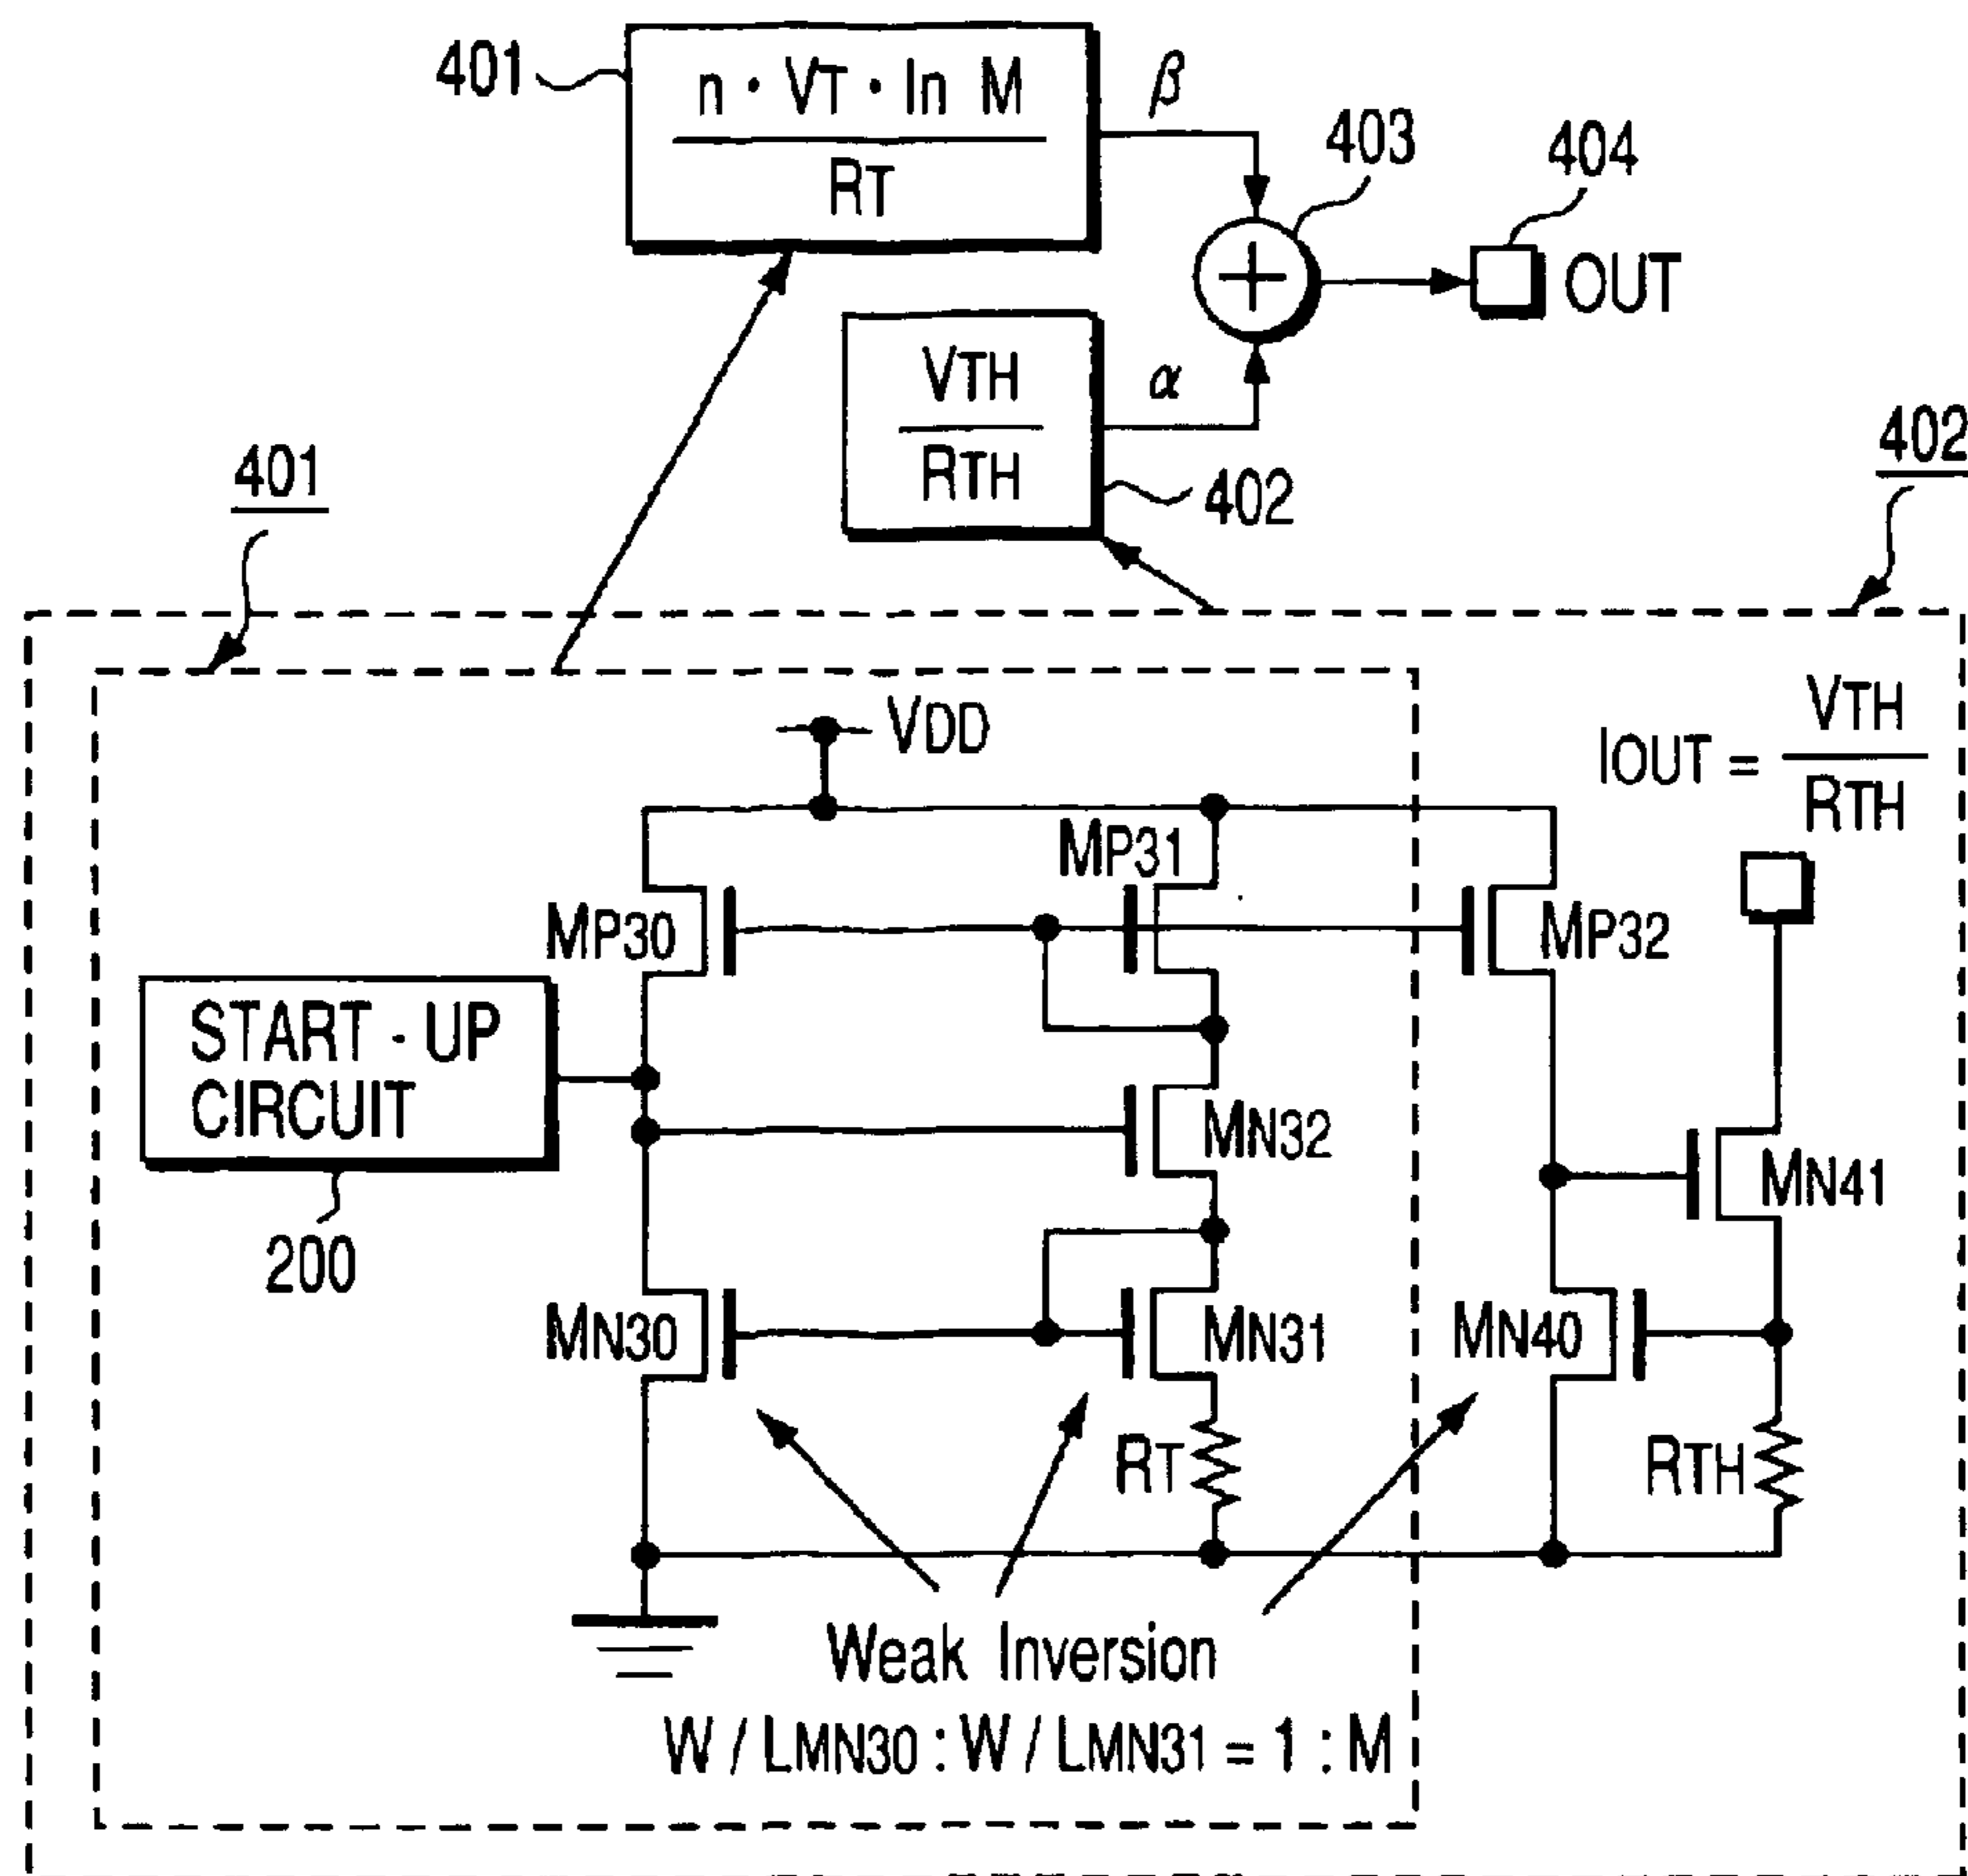 401
n · VT · ln M
RT
β
403
404
OUT
VTH
RTH
α
402
401
402
VDD
IOUT = VTH
RTH
MP31
MP30
MP32
START · UP
CIRCUIT
200
MN32
MN41
MN30
MN31
MN40
RT
RTH
Weak Inversion
W / LMN30 : W / LMN31 = 1 : M